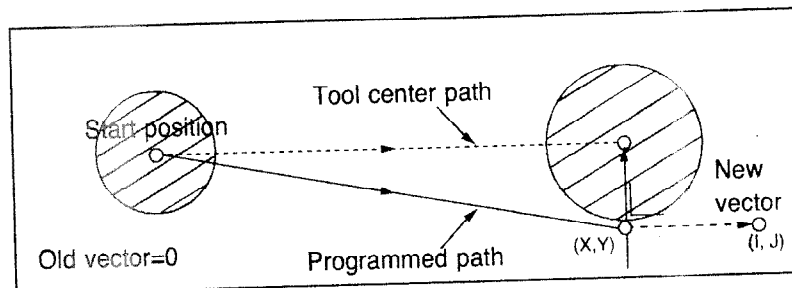 Tool center path
Start position
New
vector
(X,Y)
(I, J)
Old vector=0
Programmed path